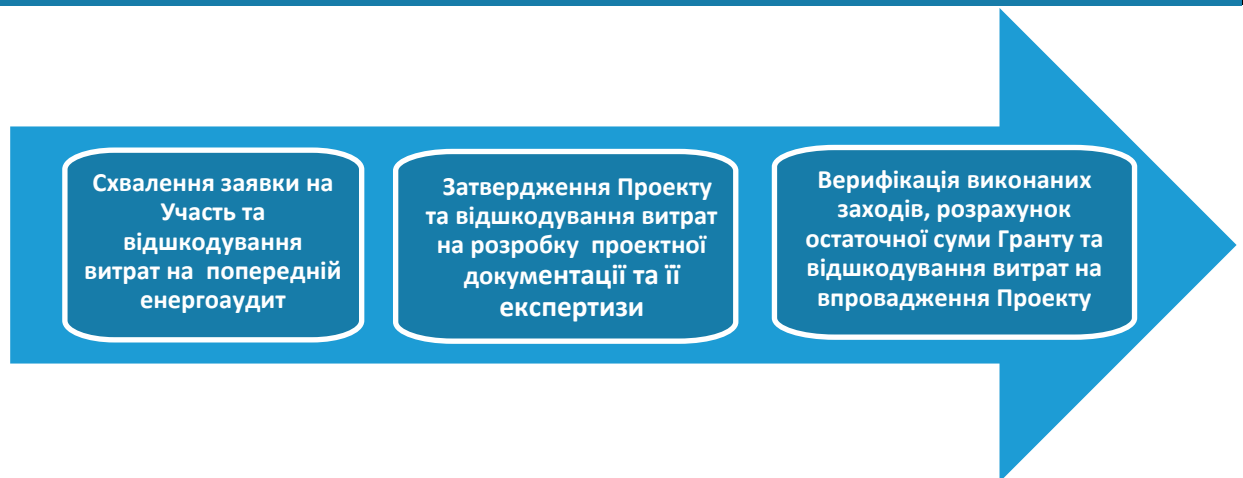 Схвалення заявки на
Участь та
відшкодування
витрат на попередній
енергоаудит
Затвердження Проекту
та відшкодування витрат
на розробку проектної
документації та її
експертизи
Верифікація виконаних
заходів, розрахунок
остаточної суми Гранту та
відшкодування витрат на
впровадження Проекту